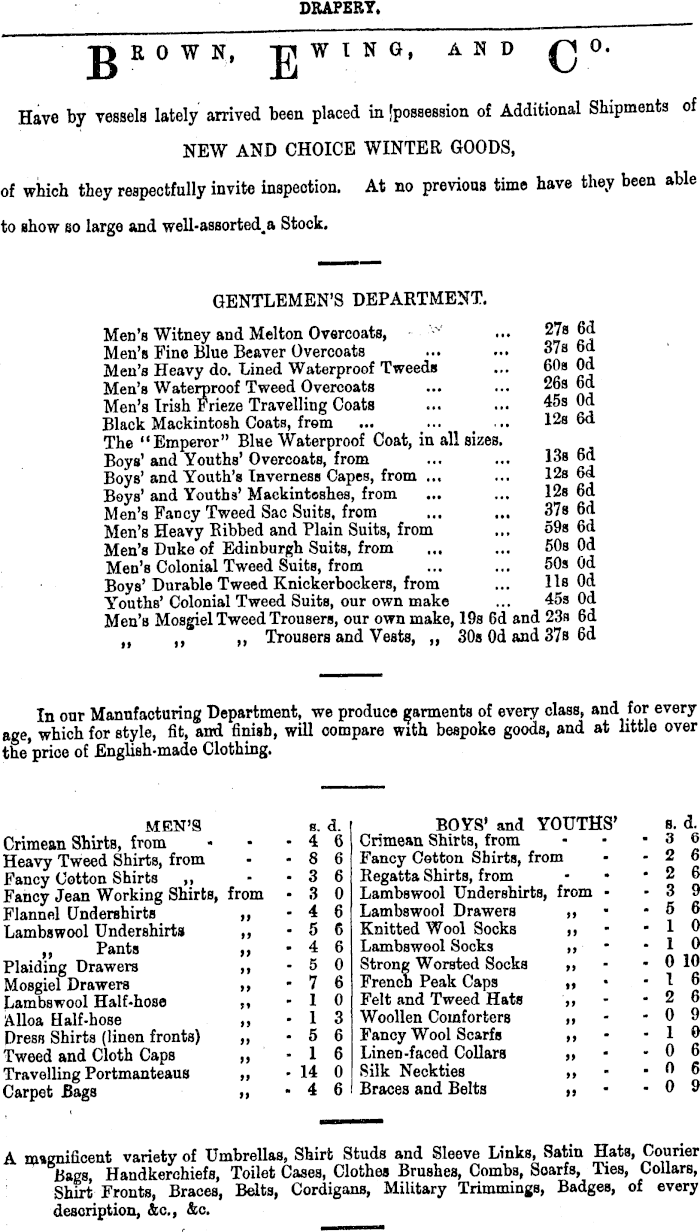 DRAPERY.
BROWN, EWING, AND CO.
Have by vessels lately arrived been placed in possession of Additional Shipments of
NEW AND CHOICE WINTER GOODS,
of which they respectfully invite inspection. At no previous time have they been able
to show so large and well-assorted a Stock.
GENTLEMEN'S DEPARTMENT.
Men's Witney and Melton Overcoats, ... 27s 6d
Men's Fine Blue Beaver Overcoats ... ... 37s 6d
Men's Heavy do. Lined Waterproof Tweeds ... 60s 0d
Men's Waterproof Tweed Overcoats ... ... 26s 6d
Men's Irish Frieze Travelling Coats ... ... 45s 0d
Black Mackintosh Coats, from ... ... ... 12s 6d
The "Emperor" Blue Waterproof Coat, in all sizes.
Boys' and Youths' Overcoats, from ... ... 13s 6d
Boys' and Youth's Inverness Capes, from ... ... 12s 6d
Boys' and Youths' Mackintoshes, from ... ... 12s 6d
Men's Fancy Tweed Sac Suits, from ... ... 37s 6d
Men's Heavy Ribbed and Plain Suits, from ... 59s 6d
Men's Duke of Edinburgh Suits, from ... ... 50s 0d
Men's Colonial Tweed Suits, from ... ... 50s 0d
Boys' Durable Tweed Knickerbockers, from ... 11s 0d
Youths' Colonial Tweed Suits, our own make ... 45s 0d
Men's Mosgiel Tweed Trousers, our own make, 19s 6d and 23s 6d
„ „ „ Trousers and Vests, „ 30s 0d and 37s 6d
In our Manufacturing Department, we produce garments of every class, and for every
age, which for style, fit, and finish, will compare with bespoke goods, and at little over
the price of English-made Clothing.
MEN'S s. d.
Crimean Shirts, from - - - 4 6
Heavy Tweed Shirts, from - - 8 6
Fancy Cotton Shirts „ - - 3 6
Fancy Jean Working Shirts, from - 3 0
Flannel Undershirts „ - 4 6
Lambswool Undershirts „ - 5 6
„ Pants „ - 4 6
Plaiding Drawers „ - 5 0
Mosgiel Drawers „ - 7 6
Lambswool Half-hose „ - 1 0
Alloa Half-hose „ - 1 3
Dress Shirts (linen fronts) „ - 5 6
Tweed and Cloth Caps „ - 1 6
Travelling Portmanteaus „ - 14 0
Carpet Bags „ - 4 6
BOYS' and YOUTHS' s. d.
Crimean Shirts, from - - - 3 6
Fancy Cotton Shirts, from - - 2 6
Regatta Shirts, from - - - 2 6
Lambswool Undershirts, from - - 3 9
Lambswool Drawers „ - - 5 6
Knitted Wool Socks „ - - 1 0
Lambswool Socks „ - - 1 0
Strong Worsted Socks „ - - 0 10
French Peak Caps „ - - 1 6
Felt and Tweed Hats „ - - 2 6
Woollen Comforters „ - - 0 9
Fancy Wool Scarfs „ - - 1 0
Linen-faced Collars „ - - 0 6
Silk Neckties „ - - 0 6
Braces and Belts „ - - 0 9
A magnificent variety of Umbrellas, Shirt Studs and Sleeve Links, Satin Hats, Courier
Bags, Handkerchiefs, Toilet Cases, Clothes Brushes, Combs, Scarfs, Ties, Collars,
Shirt Fronts, Braces, Belts, Cordigans, Military Trimmings, Badges, of every
description, &c., &c.